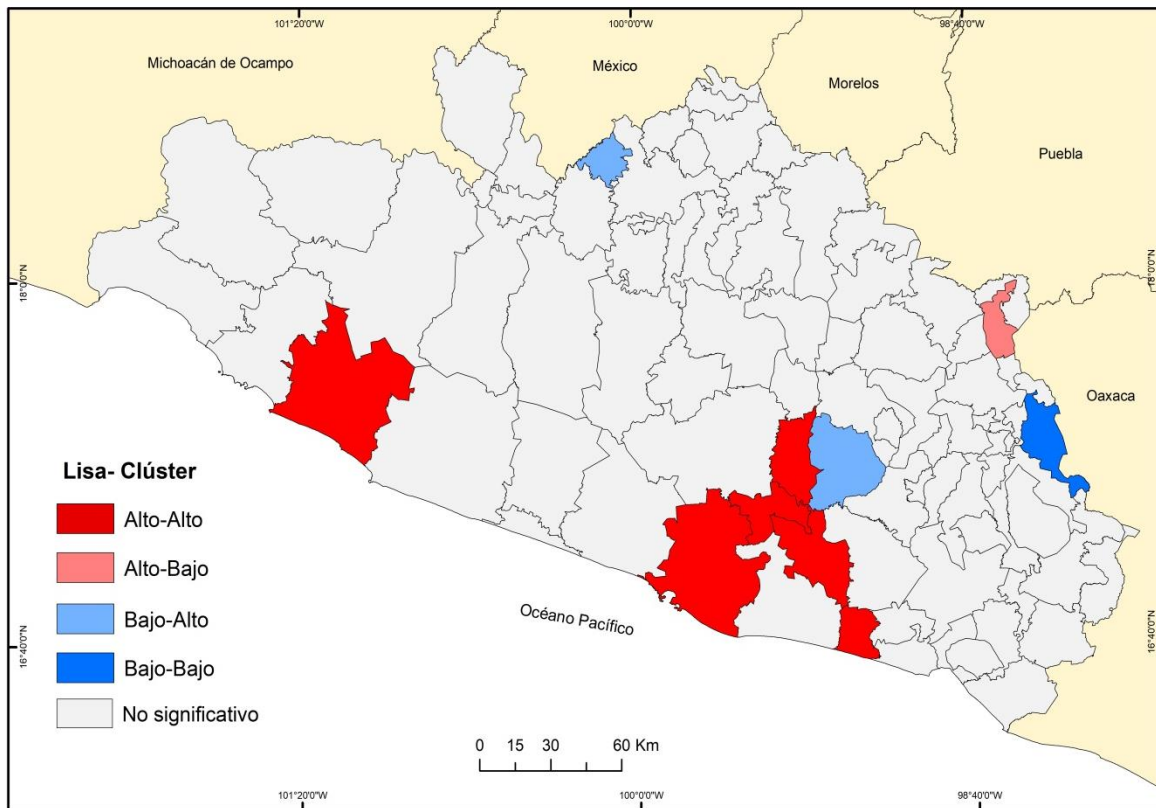 101°20'0"W
100°0'0"W
98°40'0"W
Michoacán de Ocampo
México
Morelos
Puebla
18°0'0"N
18°0'0"N
Oaxaca
Lisa- Clúster
Alto-Alto
Alto-Bajo
Bajo-Alto
Bajo-Bajo
No significativo
Océano Pacífico
16°40'0"N
16°40'0"N
0 15 30 60 Km
101°20'0"W
100°0'0"W
98°40'0"W